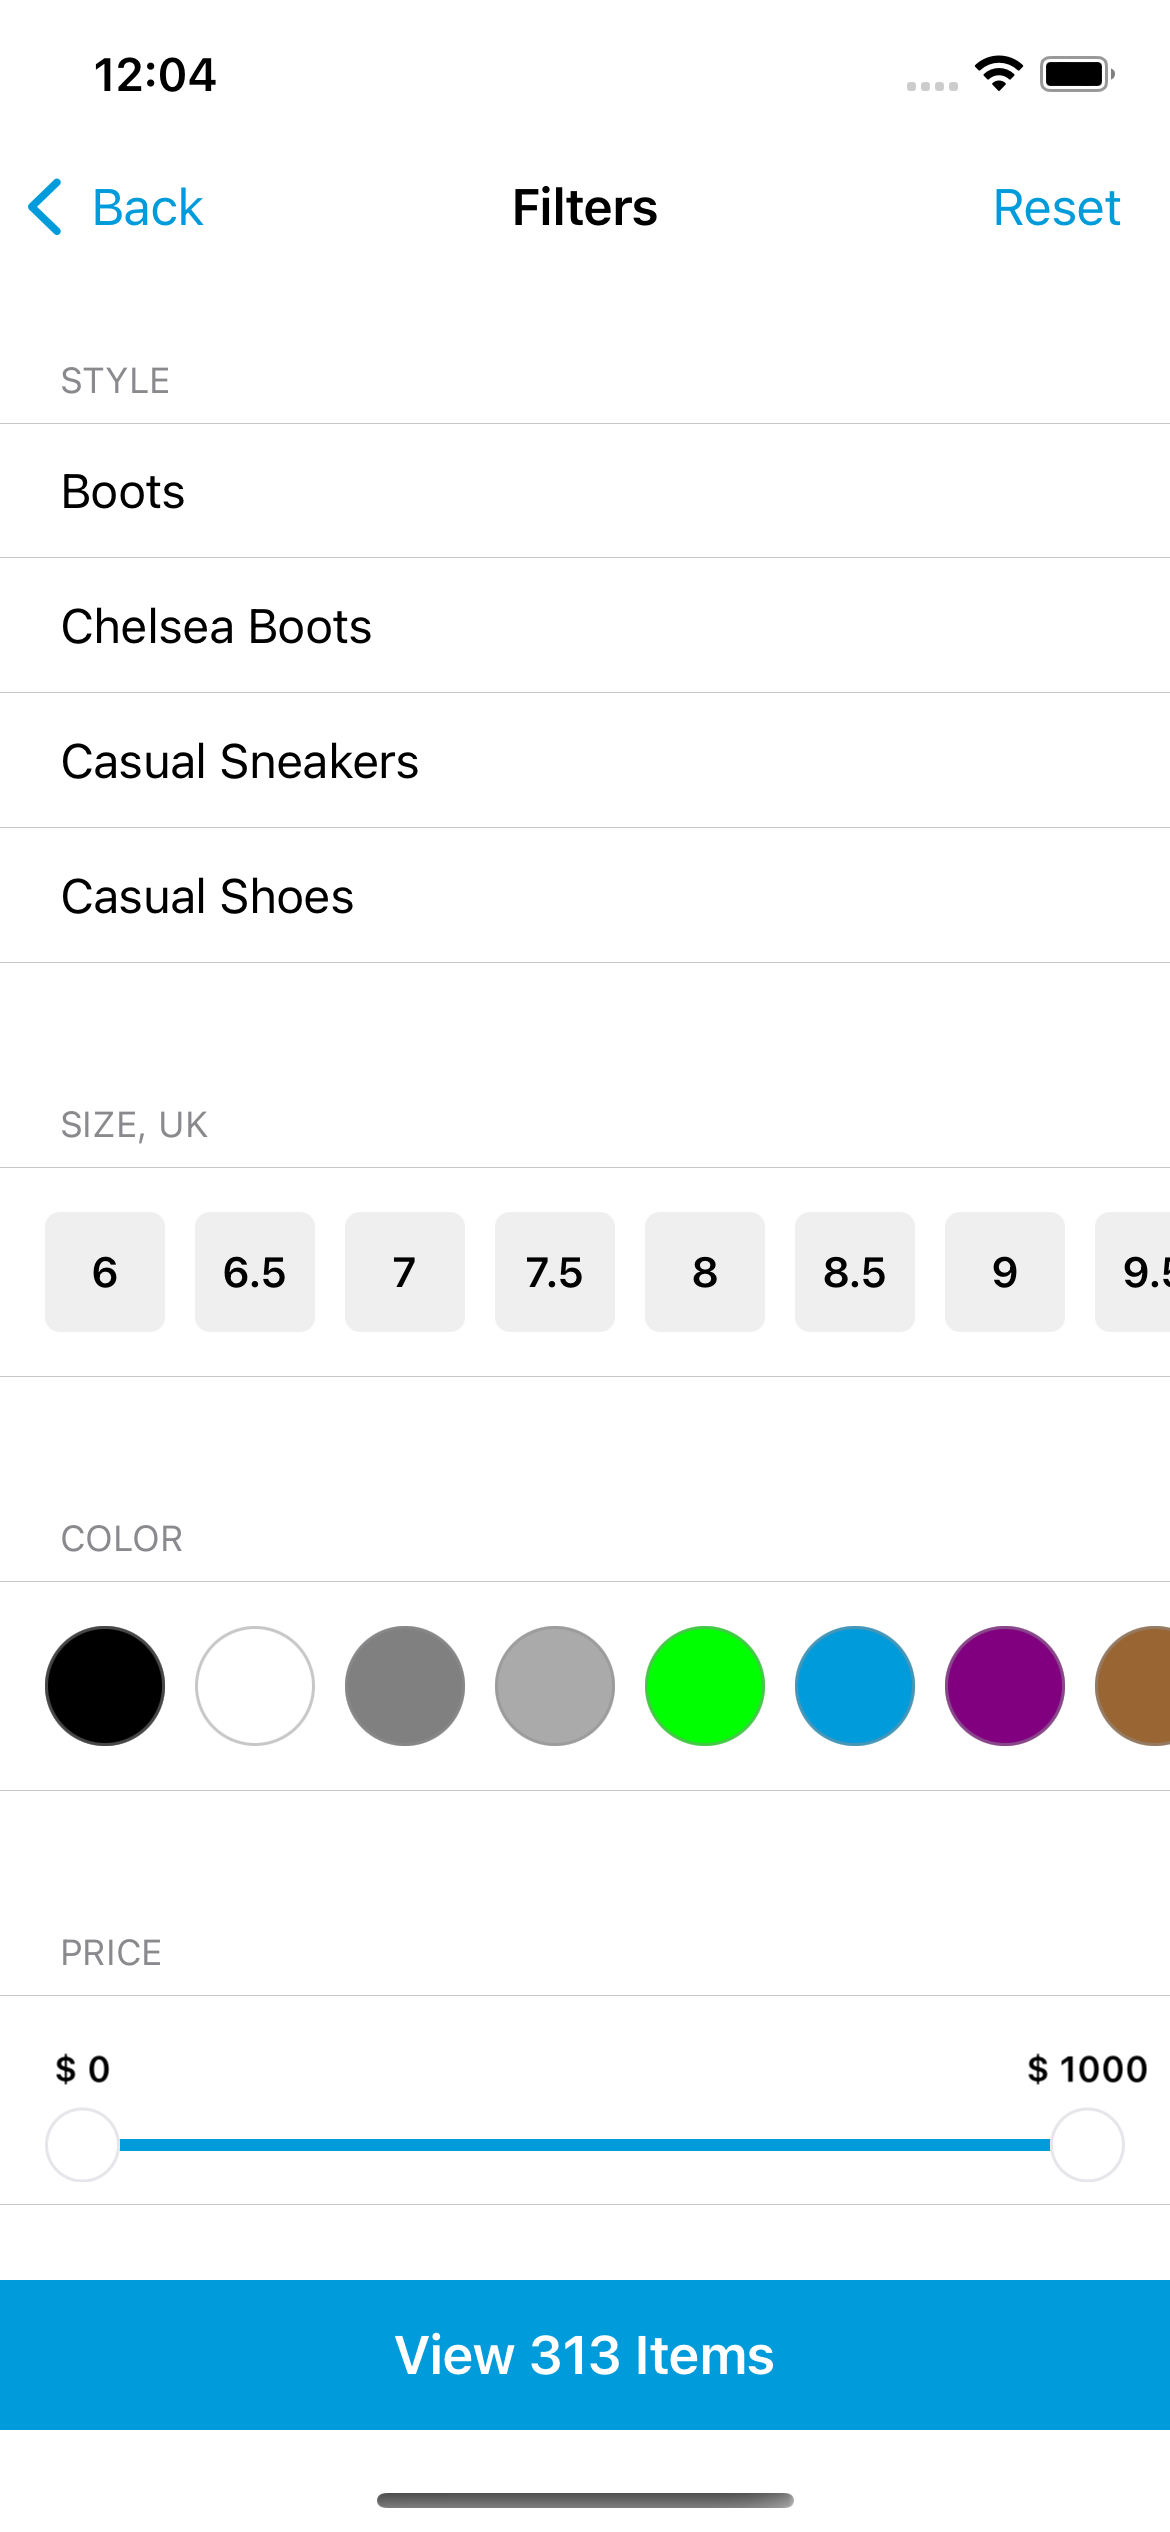 12:04
Back Filters Reset
STYLE
Boots
Chelsea Boots
Casual Sneakers
Casual Shoes
SIZE, UK
6 6.5 7 7.5 8 8.5 9 9.5
COLOR
PRICE
$ 0 $ 1000
View 313 Items